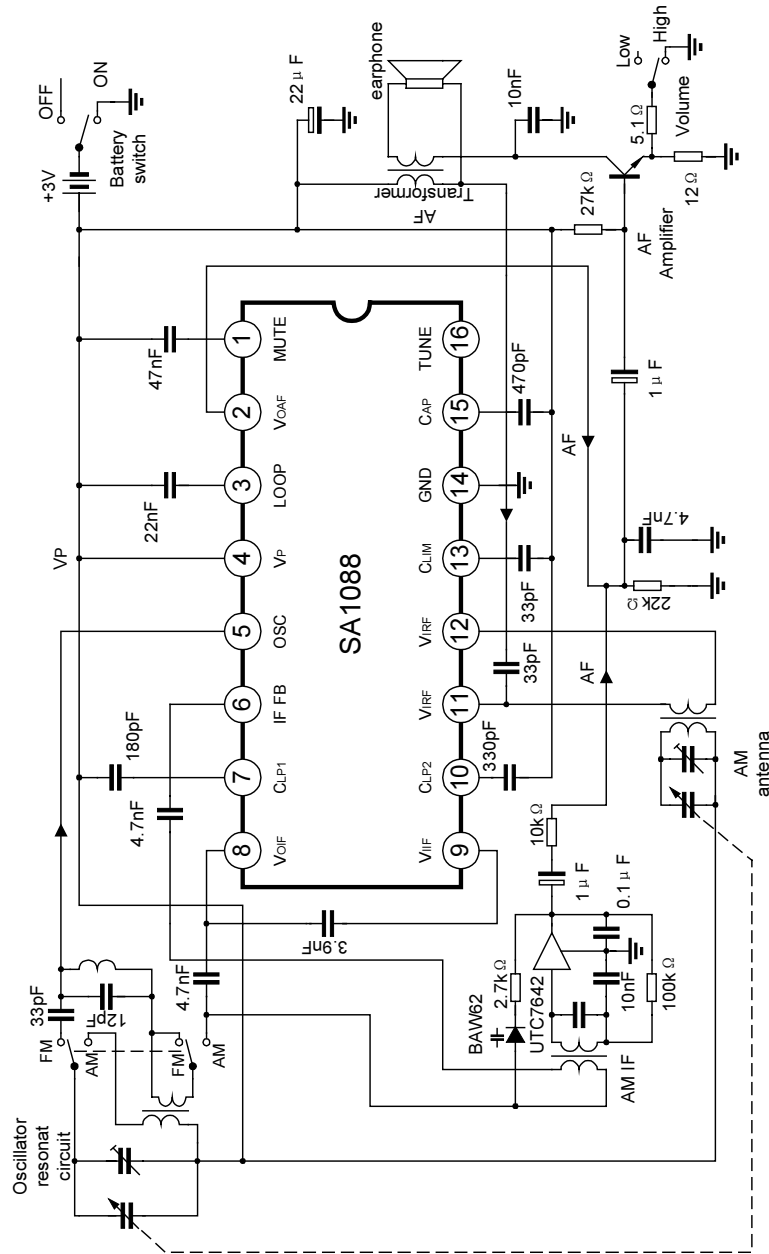 Oscillator
resonat
circuit
FM
AM
FM
AM
33pF
12pF
4.7nF
180pF
4.7nF
3.9nF
VP
22nF
47nF
+3V
OFF
ON
Battery
switch
8
7
6
5
4
3
2
1
VOIF
CLP1
IF FB
OSC
VP
LOOP
VOAF
MUTE
SA1088
VIIF
CLP2
VIRF
VIRF
CLIM
GND
CAP
TUNE
9
10
11
12
13
14
15
16
330pF
33pF
33pF
470pF
22μF
AF
Transformer
earphone
10nF
BAW62
2.7kΩ
UTC7642
AM IF
10nF
0.1μF
100kΩ
1μF
10kΩ
AF
AF
22kΩ
4.7nF
1μF
27kΩ
AF
Amplifier
12Ω
5.1Ω
Volume
Low
High
AM
antenna